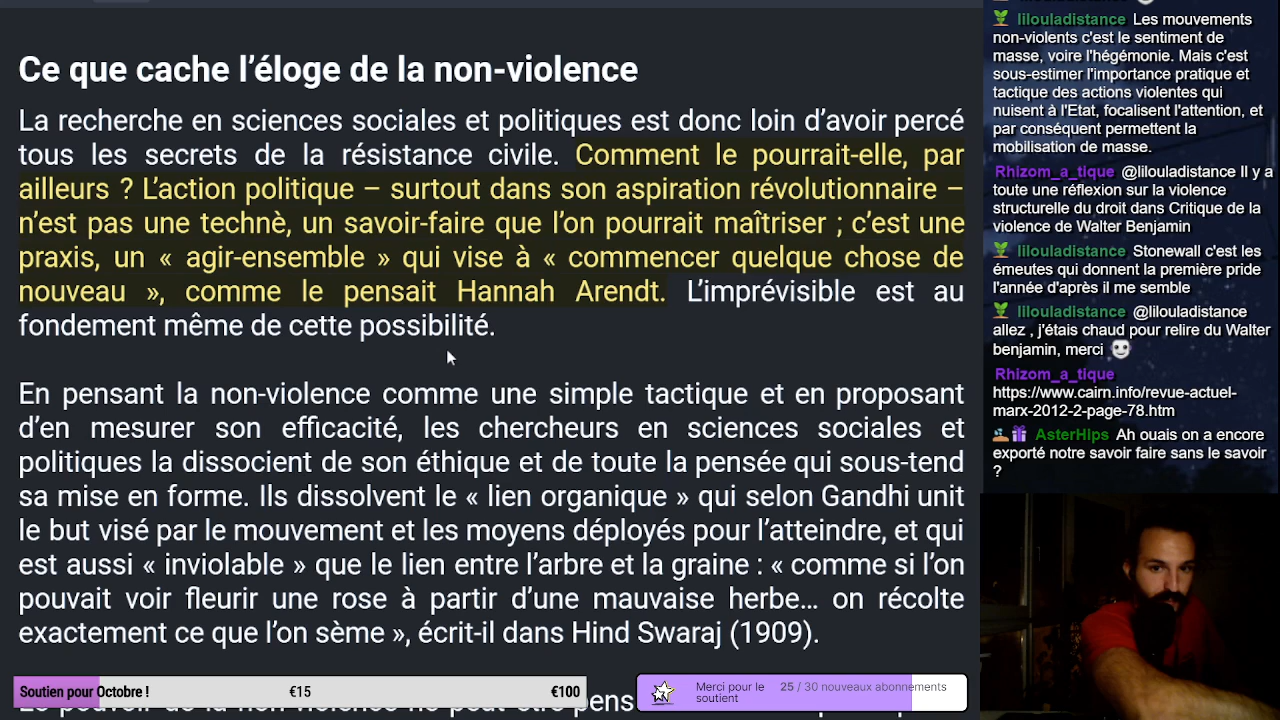 Ce que cache l'éloge de la non-violence
La recherche en sciences sociales et politiques est donc loin d'avoir percé
tous les secrets de la résistance civile. Comment le pourrait-elle, par
ailleurs ? L'action politique – surtout dans son aspiration révolutionnaire –
n'est pas une technè, un savoir-faire que l'on pourrait maîtriser ; c'est une
praxis, un « agir-ensemble » qui vise à « commencer quelque chose de
nouveau », comme le pensait Hannah Arendt. L'imprévisible est au
fondement même de cette possibilité.
En pensant la non-violence comme une simple tactique et en proposant
d'en mesurer son efficacité, les chercheurs en sciences sociales et
politiques la dissocient de son éthique et de toute la pensée qui sous-tend
sa mise en forme. Ils dissolvent le « lien organique » qui selon Gandhi unit
le but visé par le mouvement et les moyens déployés pour l'atteindre, et qui
est aussi « inviolable » que le lien entre l'arbre et la graine : « comme si l'on
pouvait voir fleurir une rose à partir d'une mauvaise herbe... on récolte
exactement ce que l'on sème », écrit-il dans Hind Swaraj (1909).
Soutien pour Octobre ! €15 €100
Merci pour le
soutien
25 / 30 nouveaux abonnements
lilouladistance Les mouvements
non-violents c'est le sentiment de
masse, voire l'hégémonie. Mais c'est
sous-estimer l'importance pratique et
tactique des actions violentes qui
nuisent à l'Etat, focalisent l'attention, et
par conséquent permettent la
mobilisation de masse.
Rhizom_a_tique @lilouladistance Il y a
toute une réflexion sur la violence
structurelle du droit dans Critique de la
violence de Walter Benjamin
lilouladistance Stonewall c'est les
émeutes qui donnent la première pride
l'année d'après il me semble
lilouladistance @lilouladistance
allez , j'étais chaud pour relire du Walter
benjamin, merci
Rhizom_a_tique
https://www.cairn.info/revue-actuel-
marx-2012-2-page-78.htm
AsterHips Ah ouais on a encore
exporté notre savoir faire sans le savoir
?